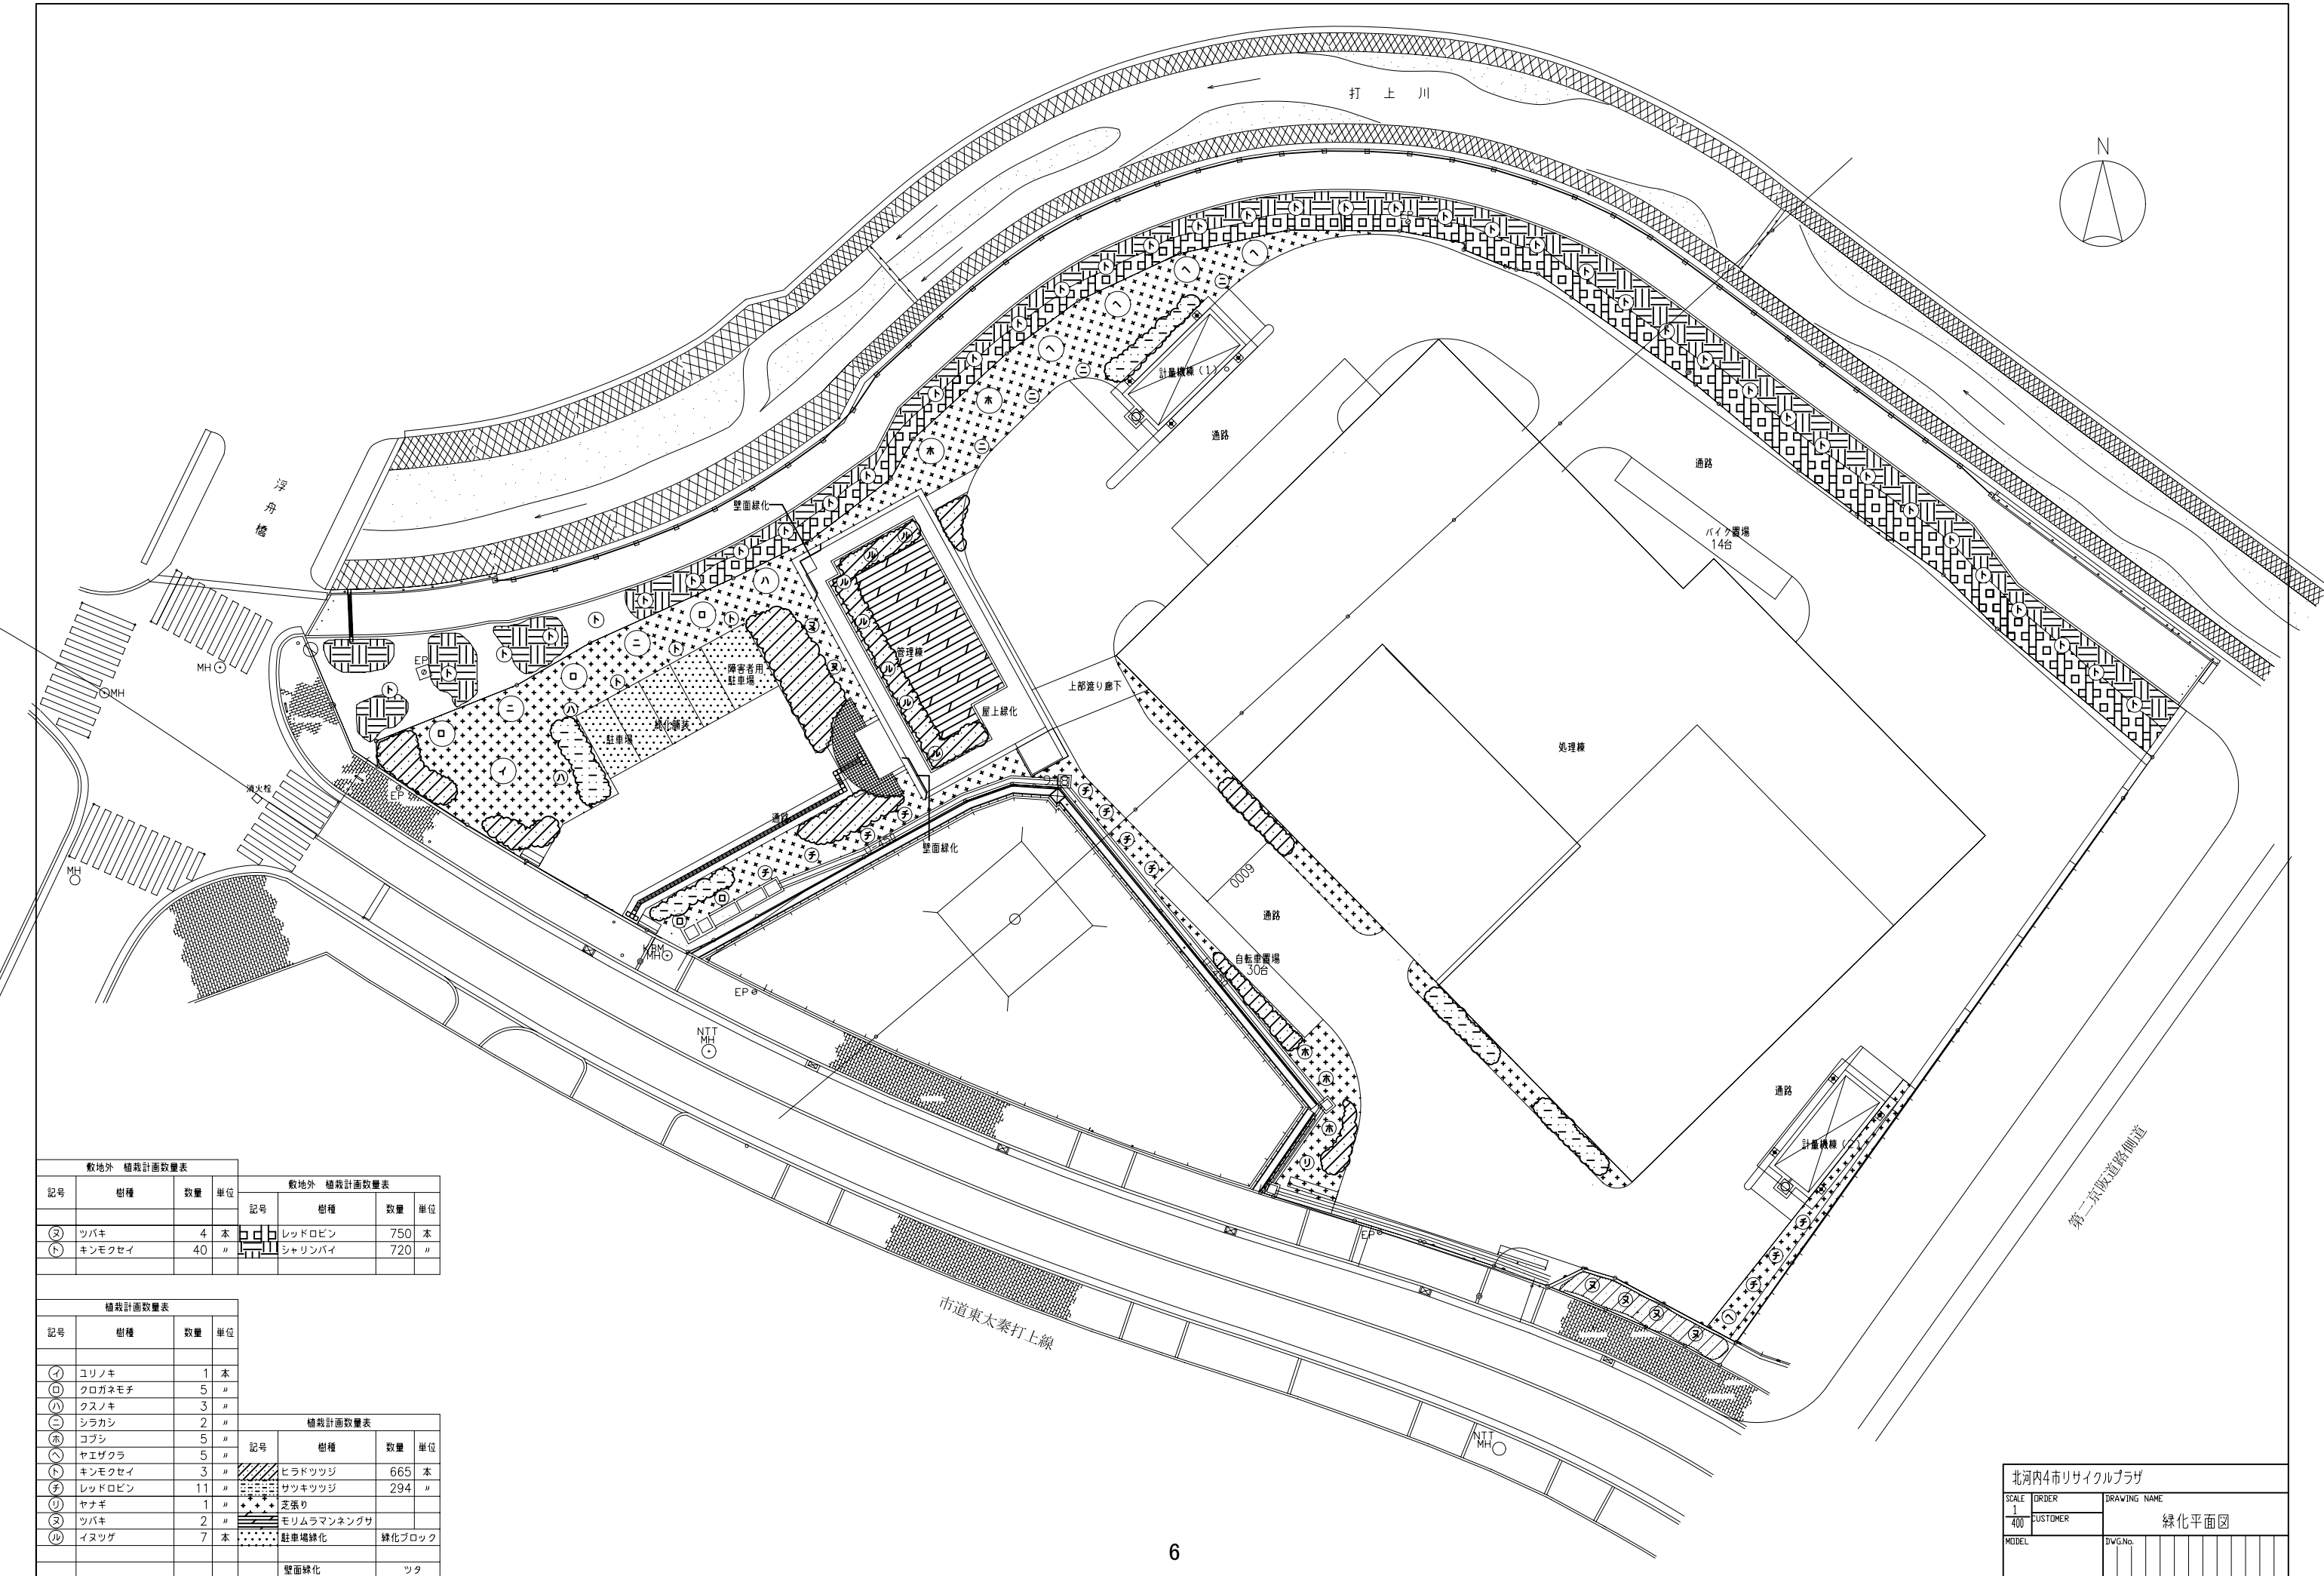 打上川
N
浮舟橋
計量機棟(1)
通路
通路
バイク置場
14台
壁面緑化
管理棟
屋上緑化
上部渡り廊下
処理棟
障害者用
駐車場
緑化舗装
駐車場
通路
壁面緑化
EP
MH
MH
EP
消火栓
MH
KBM
MH
EP
NTT
MH
6000
通路
自転車置場
30台
通路
計量機棟(2)
EP
EP
NTT
MH
市道東太秦打上線
第二京阪道路側道
敷地外 植栽計画数量表
記号 樹種 数量 単位
ヌ ツバキ 4 本
ト キンモクセイ 40 〃
敷地外 植栽計画数量表
記号 樹種 数量 単位
レッドロビン 750 本
シャリンバイ 720 〃
植栽計画数量表
記号 樹種 数量 単位
イ ユリノキ 1 本
ロ クロガネモチ 5 〃
ハ クスノキ 3 〃
ニ シラカシ 2 〃
ホ コブシ 5 〃
ヘ ヤエザクラ 5 〃
ト キンモクセイ 3 〃
チ レッドロビン 11 〃
リ ヤナギ 1 〃
ヌ ツバキ 2 〃
ル イヌツゲ 7 本
植栽計画数量表
記号 樹種 数量 単位
ヒラドツツジ 665 本
サツキツツジ 294 〃
芝張り
モリムラマンネングサ
駐車場緑化 緑化ブロック
壁面緑化 ツタ
6
北河内4市リサイクルプラザ
SCALE ORDER DRAWING NAME
1
400
CUSTOMER
緑化平面図
MODEL DWG.No.